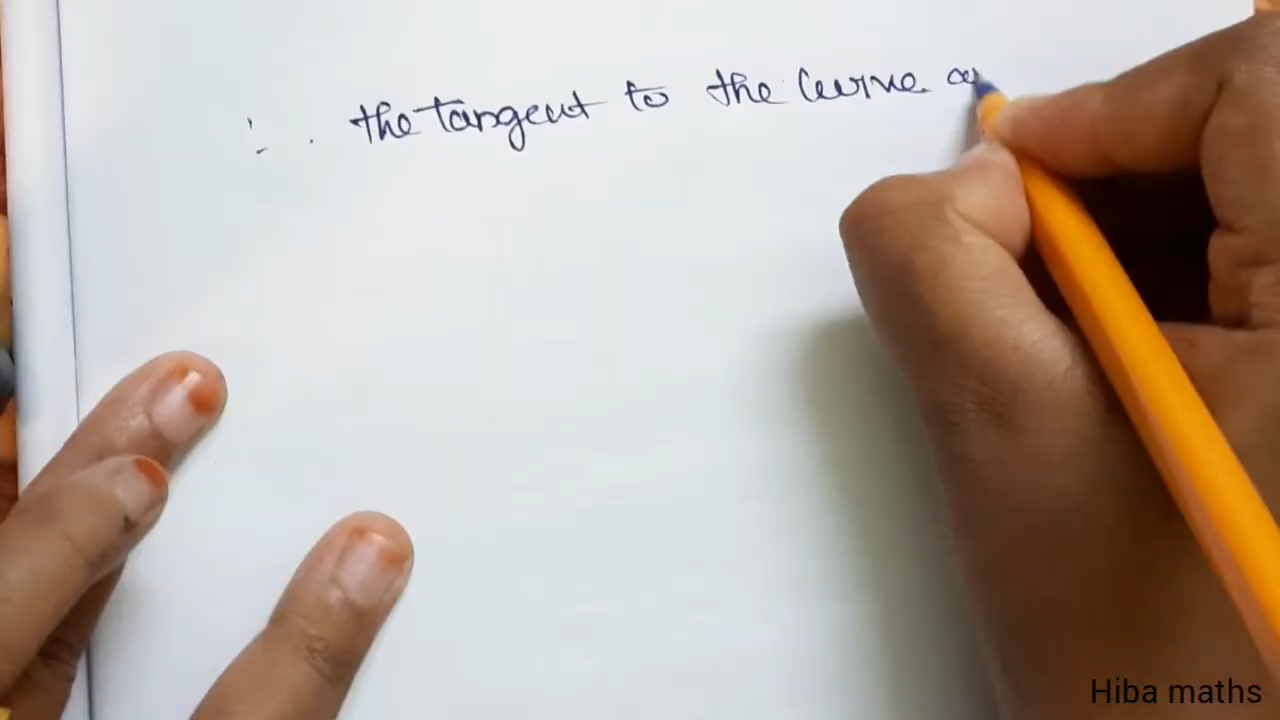 ∴ the tangent to the curve
Hiba maths